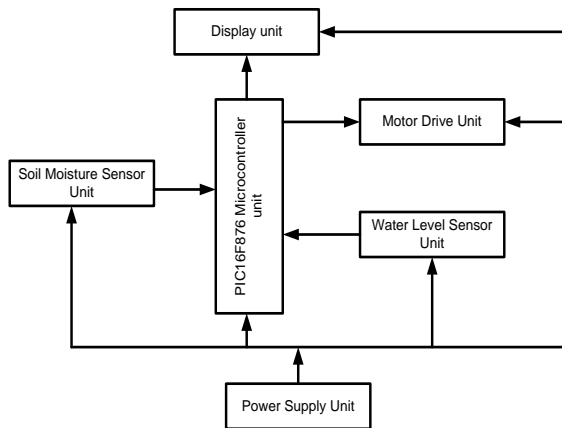 Display unit
PIC16F876 Microcontroller
unit
Motor Drive Unit
Soil Moisture Sensor
Unit
Water Level Sensor
Unit
Power Supply Unit